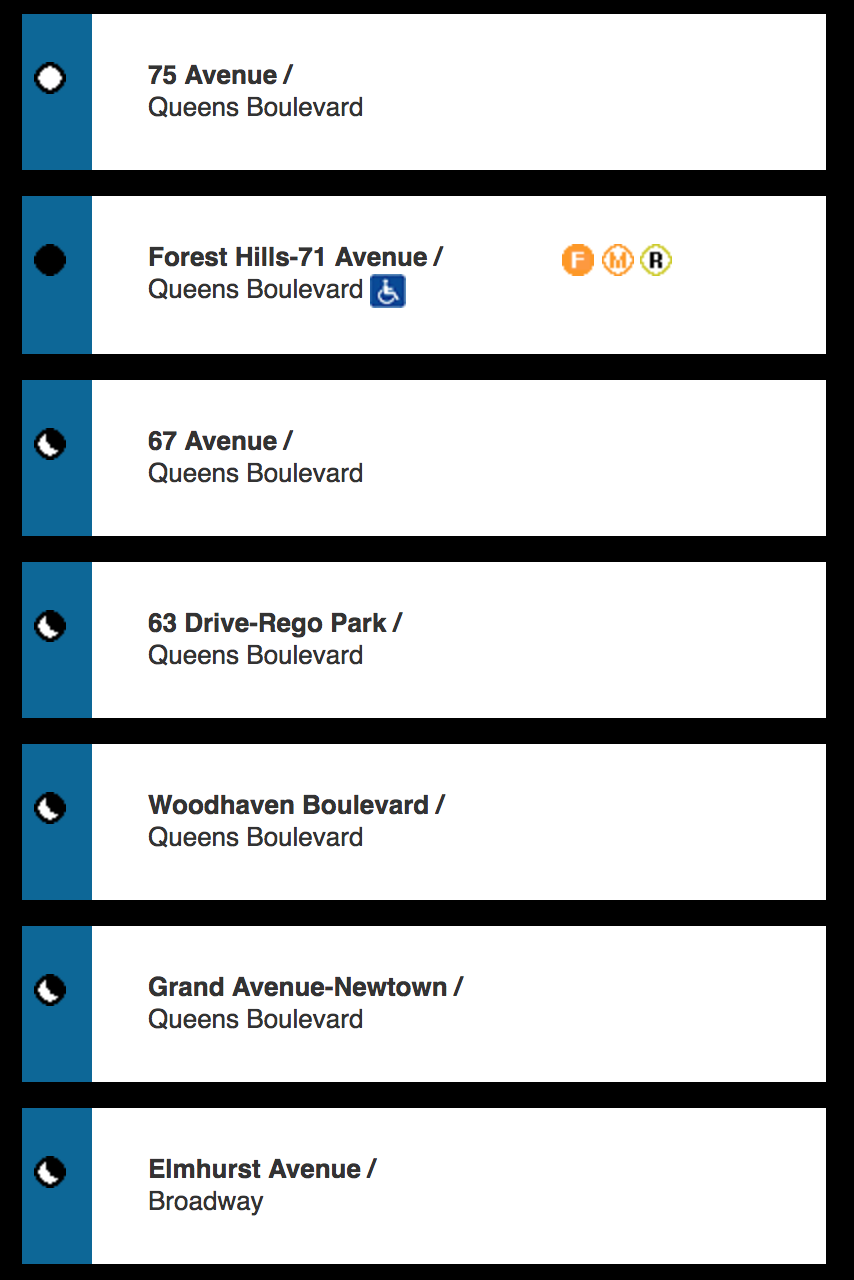 75 Avenue /
Queens Boulevard
Forest Hills-71 Avenue / F M R
Queens Boulevard
67 Avenue /
Queens Boulevard
63 Drive-Rego Park /
Queens Boulevard
Woodhaven Boulevard /
Queens Boulevard
Grand Avenue-Newtown /
Queens Boulevard
Elmhurst Avenue /
Broadway